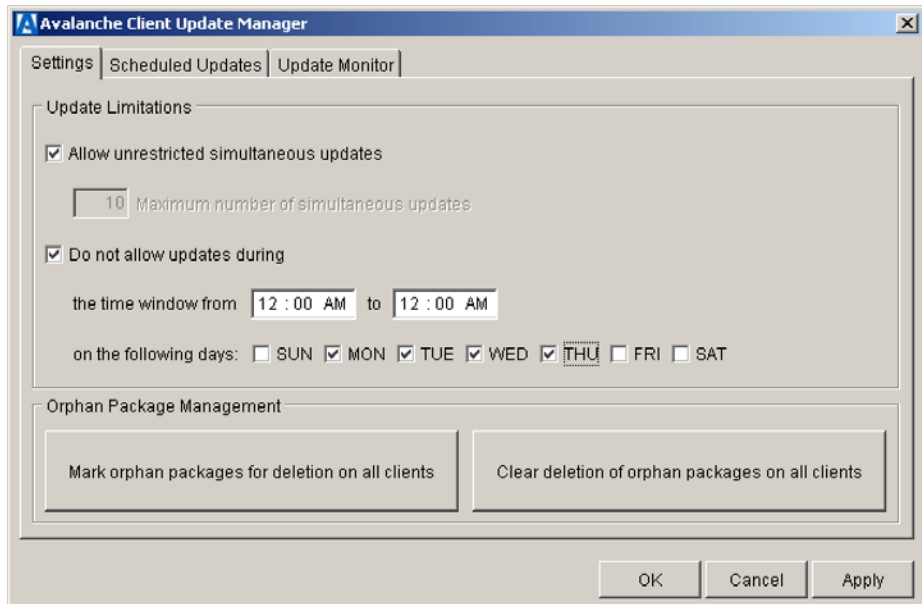 Avalanche Client Update Manager
Settings Scheduled Updates Update Monitor
Update Limitations
Allow unrestricted simultaneous updates
10 Maximum number of simultaneous updates
Do not allow updates during
the time window from 12 : 00 AM to 12 : 00 AM
on the following days: SUN MON TUE WED THU FRI SAT
Orphan Package Management
Mark orphan packages for deletion on all clients Clear deletion of orphan packages on all clients
OK Cancel Apply